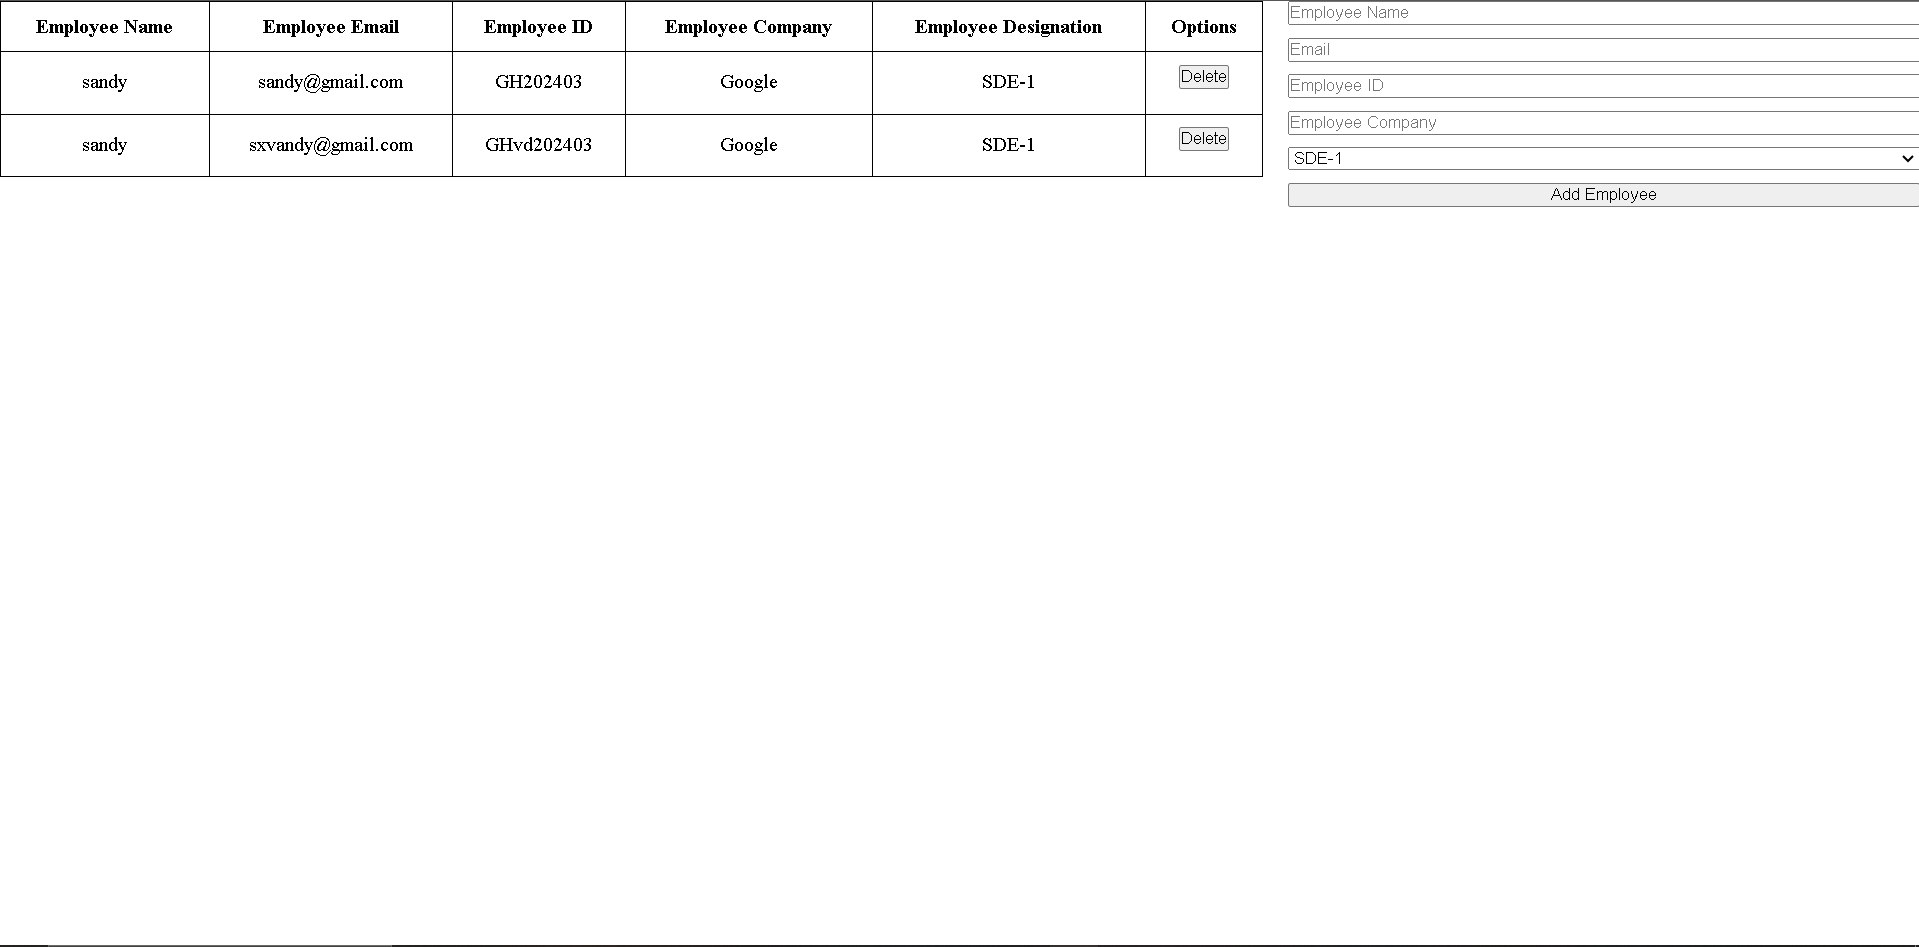 Employee Name Employee Email Employee ID Employee Company Employee Designation Options
sandy sandy@gmail.com GH202403 Google SDE-1 Delete
sandy sxvandy@gmail.com GHvd202403 Google SDE-1 Delete
Employee Name
Email
Employee ID
Employee Company
SDE-1
Add Employee